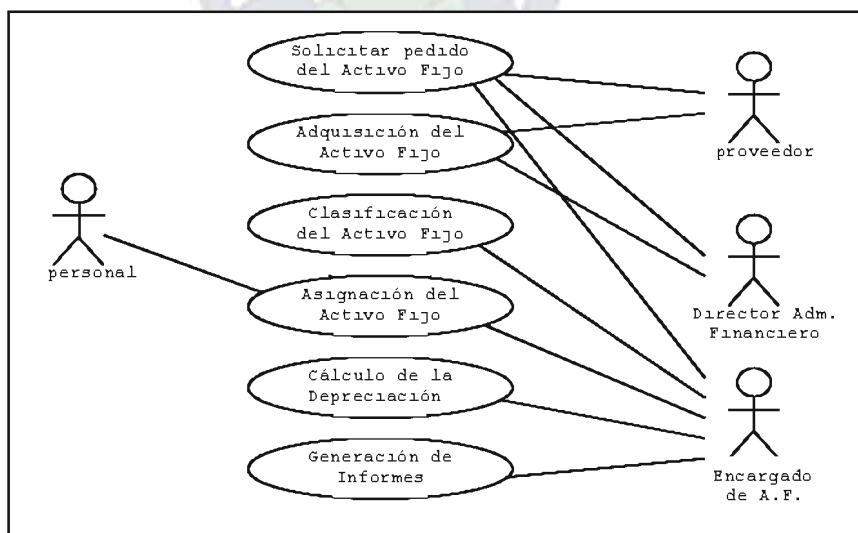 Solicitar pedido
del Activo Fijo
Adquisición del
Activo Fijo
proveedor
Clasificación
del Activo Fijo
personal
Asignación del
Activo Fijo
Director Adm.
Financiero
Cálculo de la
Depreciación
Generación de
Informes
Encargado
de A.F.